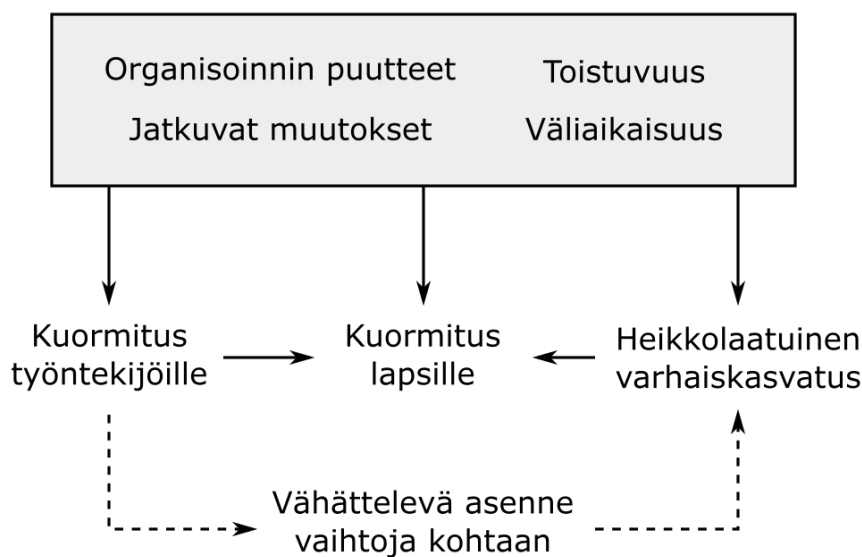 Organisoinnin puutteet
Toistuvuus
Jatkuvat muutokset
Väliaikaisuus
Kuormitus
työntekijöille
Kuormitus
lapsille
Heikkolaatuinen
varhaiskasvatus
Vähättelevä asenne
vaihtoja kohtaan